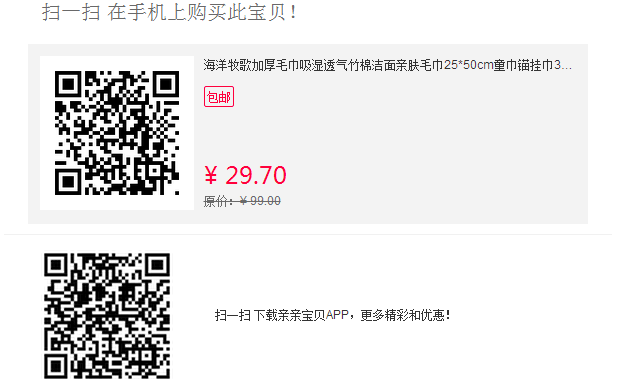 扫一扫 在手机上购买此宝贝！
海洋牧歌加厚毛巾吸湿透气竹棉洁面亲肤毛巾25*50cm童巾锚挂巾3...
包邮
¥ 29.70
原价：¥ 99.00
扫一扫 下载亲亲宝贝APP，更多精彩和优惠！